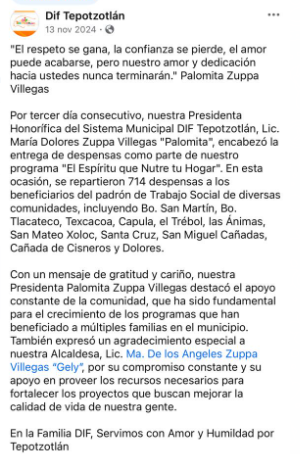 Dif Tepotzotlán
13 nov 2024 ·
"El respeto se gana, la confianza se pierde, el amor
puede acabarse, pero nuestro amor y dedicación
hacia ustedes nunca terminarán." Palomita Zuppa
Villegas
Por tercer día consecutivo, nuestra Presidenta
Honorífica del Sistema Municipal DIF Tepotzotlán, Lic.
María Dolores Zuppa Villegas "Palomita", encabezó la
entrega de despensas como parte de nuestro
programa "El Espíritu que Nutre tu Hogar". En esta
ocasión, se repartieron 714 despensas a los
beneficiarios del padrón de Trabajo Social de diversas
comunidades, incluyendo Bo. San Martín, Bo.
Tlacateco, Texcacoa, Capula, el Trébol, las Ánimas,
San Mateo Xoloc, Santa Cruz, San Miguel Cañadas,
Cañada de Cisneros y Dolores.
Con un mensaje de gratitud y cariño, nuestra
Presidenta Palomita Zuppa Villegas destacó el apoyo
constante de la comunidad, que ha sido fundamental
para el crecimiento de los programas que han
beneficiado a múltiples familias en el municipio.
También expresó un agradecimiento especial a
nuestra Alcaldesa, Lic. Ma. De los Angeles Zuppa
Villegas "Gely", por su compromiso constante y su
apoyo en proveer los recursos necesarios para
fortalecer los proyectos que buscan mejorar la
calidad de vida de nuestra gente.
En la Familia DIF, Servimos con Amor y Humildad por
Tepotzotlán